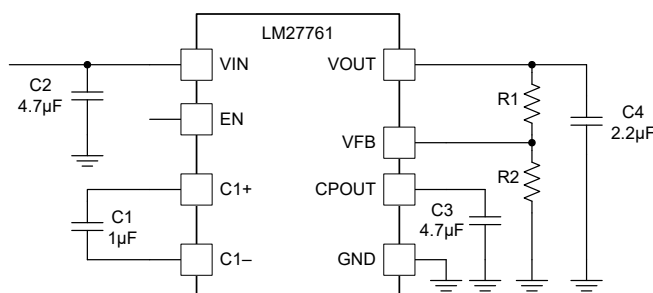 LM27761
VIN
VOUT
C2
4.7µF
R1
C4
2.2µF
EN
VFB
C1+
CPOUT
R2
C1
1µF
C3
4.7µF
C1–
GND